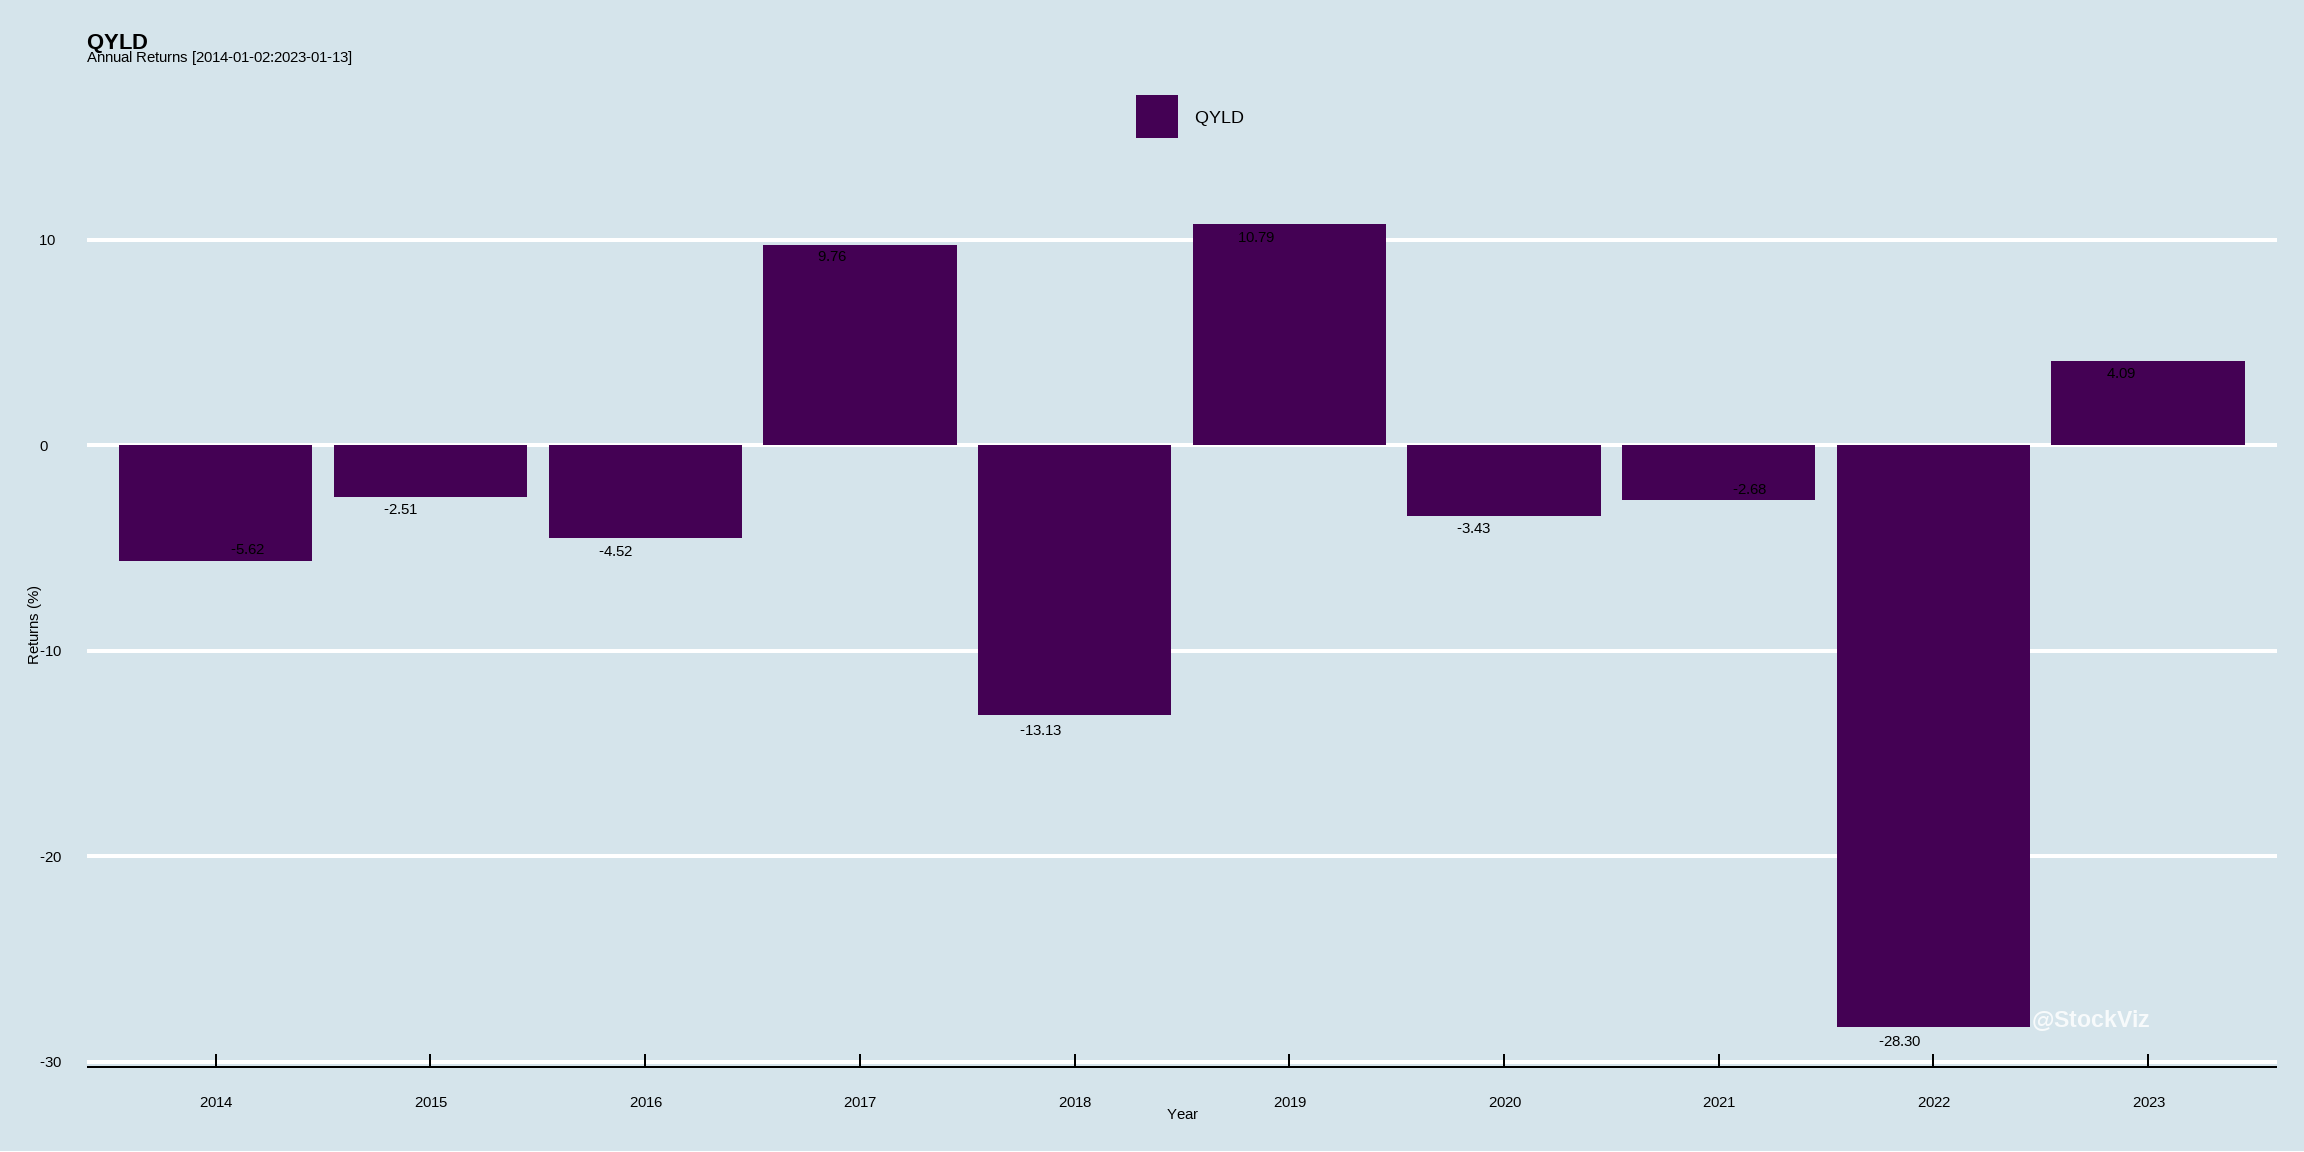 QYLD
Annual Returns [2014-01-02:2023-01-13]
QYLD
10
0
-10
-20
-30
Returns (%)
-5.62
-2.51
-4.52
9.76
-13.13
10.79
-3.43
-2.68
-28.30
4.09
@StockViz
2014 2015 2016 2017 2018 2019 2020 2021 2022 2023
Year